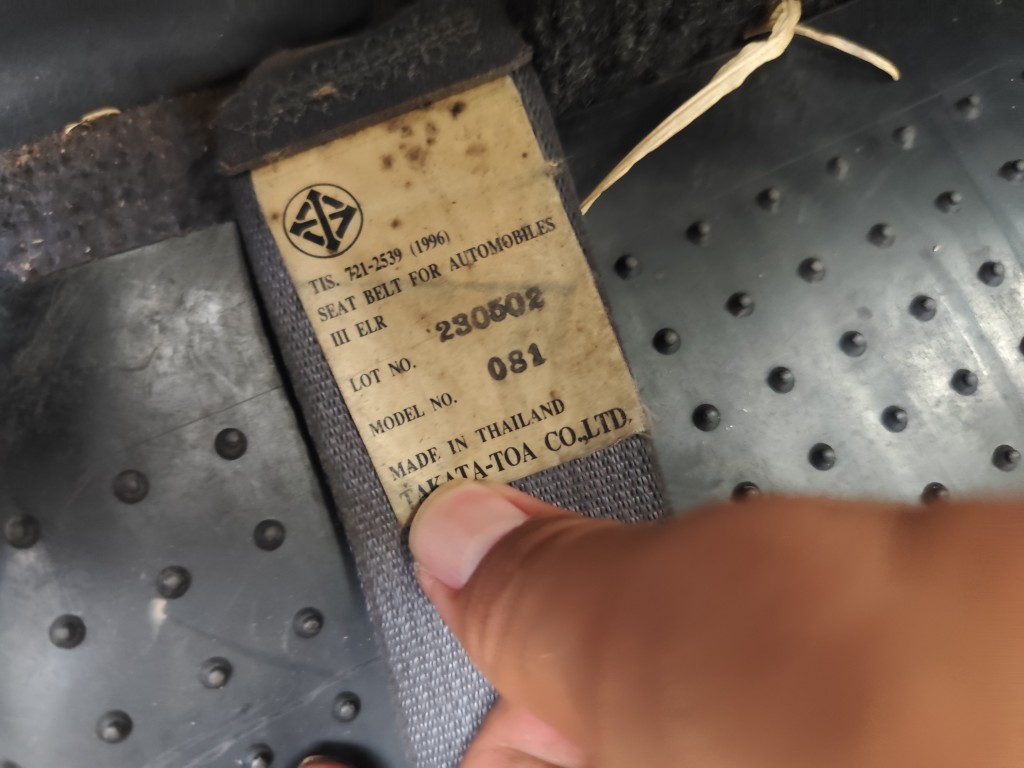 TIS. 721-2539 (1996)
SEAT BELT FOR AUTOMOBILES
III ELR
LOT NO. 230502
MODEL NO. 081
MADE IN THAILAND
TAKATA-TOA CO.,LTD.